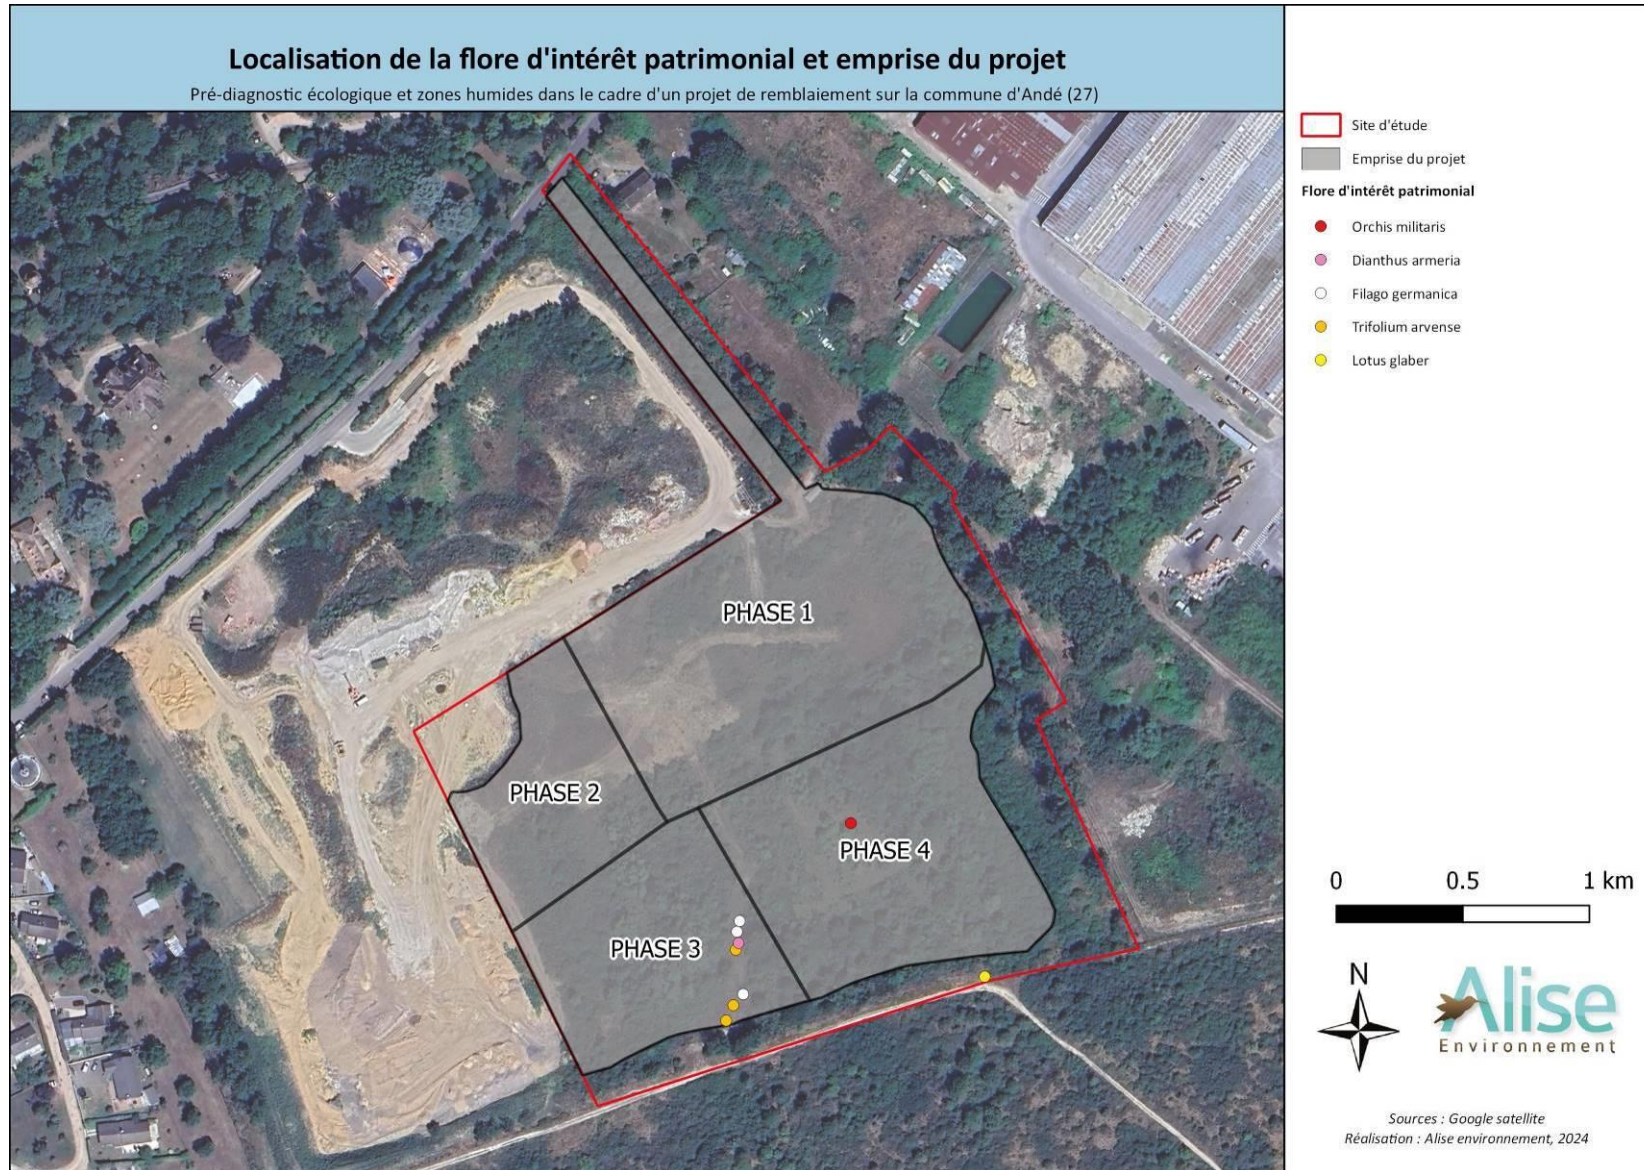 Localisation de la flore d'intérêt patrimonial et emprise du projet
Pré-diagnostic écologique et zones humides dans le cadre d'un projet de remblaiement sur la commune d'Andé (27)
Site d'étude
Emprise du projet
Flore d'intérêt patrimonial
Orchis militaris
Dianthus armeria
Filago germanica
Trifolium arvense
Lotus glaber
PHASE 1
PHASE 2
PHASE 4
PHASE 3
0 0.5 1 km
N
Alise
Environnement
Sources : Google satellite
Réalisation : Alise environnement, 2024